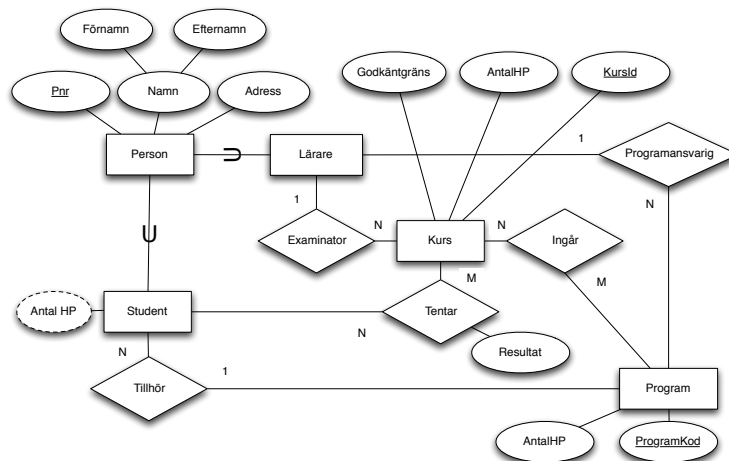 Förnamn
Efternamn
Godkäntgräns
AntalHP
KursId
Pnr
Namn
Adress
Person
Lärare
1
Programansvarig
1
N
Examinator
N
Kurs
N
Ingår
M
M
Antal HP
Student
Tentar
N
N
Resultat
Tillhör
1
Program
AntalHP
ProgramKod